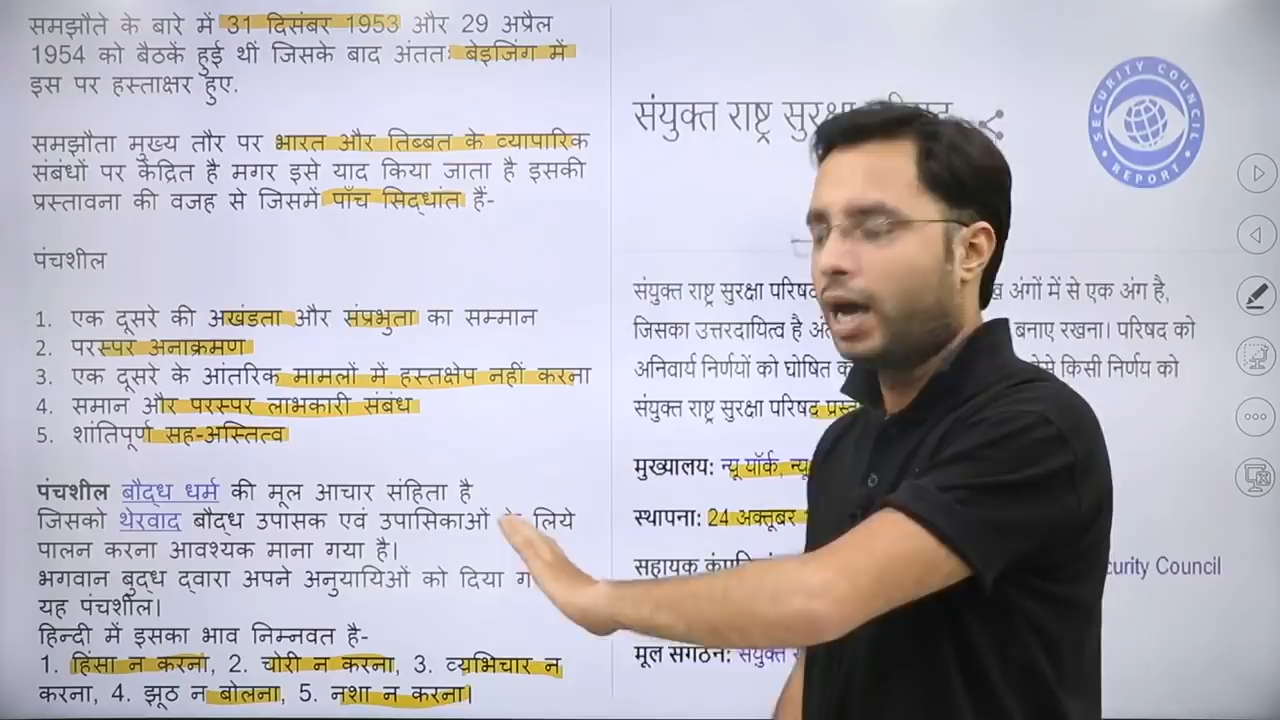 समझौते के बारे में 31 दिसंबर 1953 और 29 अप्रैल
1954 को बैठकें हुई थीं जिसके बाद अंततः बेइजिंग में
इस पर हस्ताक्षर हुए.
समझौता मुख्य तौर पर भारत और तिब्बत के व्यापारिक
संबंधों पर केंद्रित है मगर इसे याद किया जाता है इसकी
प्रस्तावना की वजह से जिसमें पाँच सिद्धांत हैं-
पंचशील
1. एक दूसरे की अखंडता और संप्रभुता का सम्मान
2. परस्पर अनाक्रमण
3. एक दूसरे के आंतरिक मामलों में हस्तक्षेप नहीं करना
4. समान और परस्पर लाभकारी संबंध
5. शांतिपूर्ण सह-अस्तित्व
पंचशील बौद्ध धर्म की मूल आचार संहिता है
जिसको थेरवाद बौद्ध उपासक एवं उपासिकाओं लिये
पालन करना आवश्यक माना गया है।
भगवान बुद्ध द्वारा अपने अनुयायिओं को दिया
यह पंचशील।
हिन्दी में इसका भाव निम्नवत है-
1. हिंसा न करना, 2. चोरी न करना, 3. व्यभिचार न
करना, 4. झूठ न बोलना, 5. नशा न करना।
संयुक्त राष्ट्र
SECURITY COUNCIL
REPORT
संयुक्त राष्ट्र सुरक्षा अंगों में से एक अंग है,
जिसका उत्तरदायित्व है बनाए रखना। परिषद को
अनिवार्य निर्णयों को घोषित किसी निर्णय को
संयुक्त राष्ट्र सुरक्षा परिषद
मुख्यालय: न्यू यॉर्क,
स्थापना: 24 अक्तूबर
सहायक Council
मूल संगठन: संयुक्त